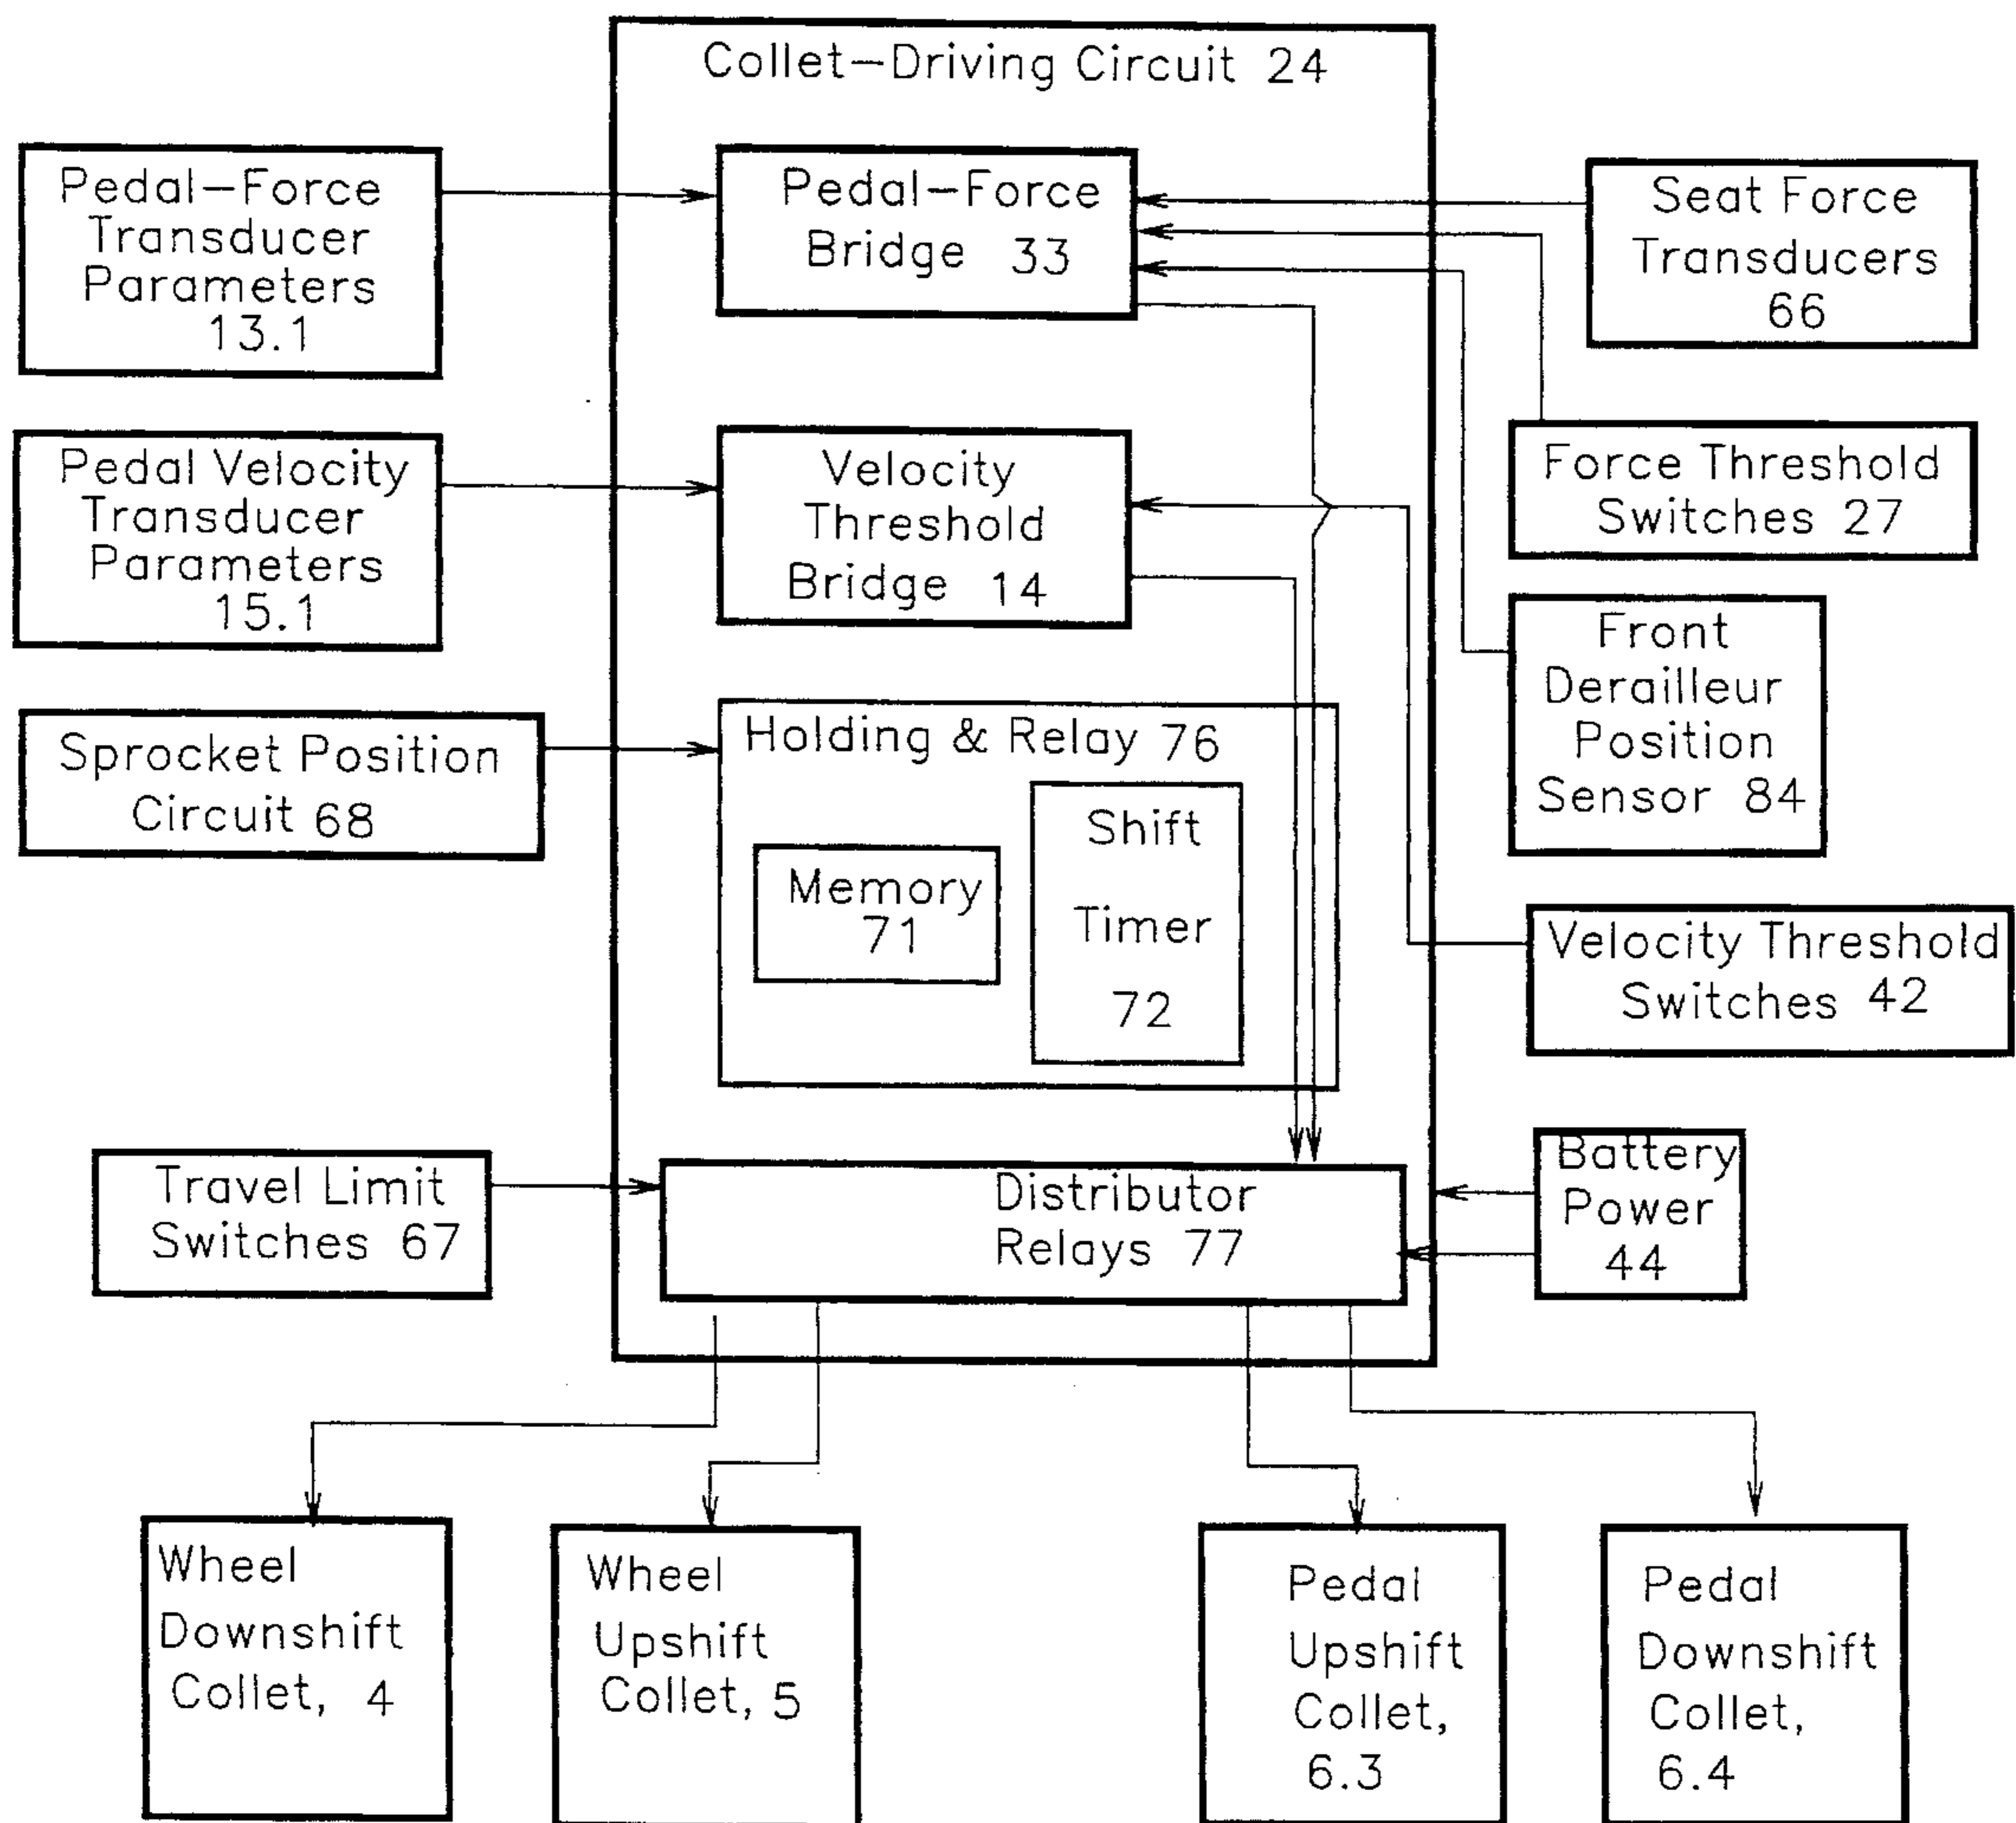 Collet-Driving Circuit 24
Pedal-Force
Transducer
Parameters
13.1
Pedal-Force
Bridge 33
Seat Force
Transducers
66
Pedal Velocity
Transducer
Parameters
15.1
Velocity
Threshold
Bridge 14
Force Threshold
Switches 27
Front
Derailleur
Position
Sensor 84
Sprocket Position
Circuit 68
Holding & Relay 76
Memory
71
Shift
Timer
72
Velocity Threshold
Switches 42
Travel Limit
Switches 67
Distributor
Relays 77
Battery
Power
44
Wheel
Downshift
Collet, 4
Wheel
Upshift
Collet, 5
Pedal
Upshift
Collet,
6.3
Pedal
Downshift
Collet,
6.4